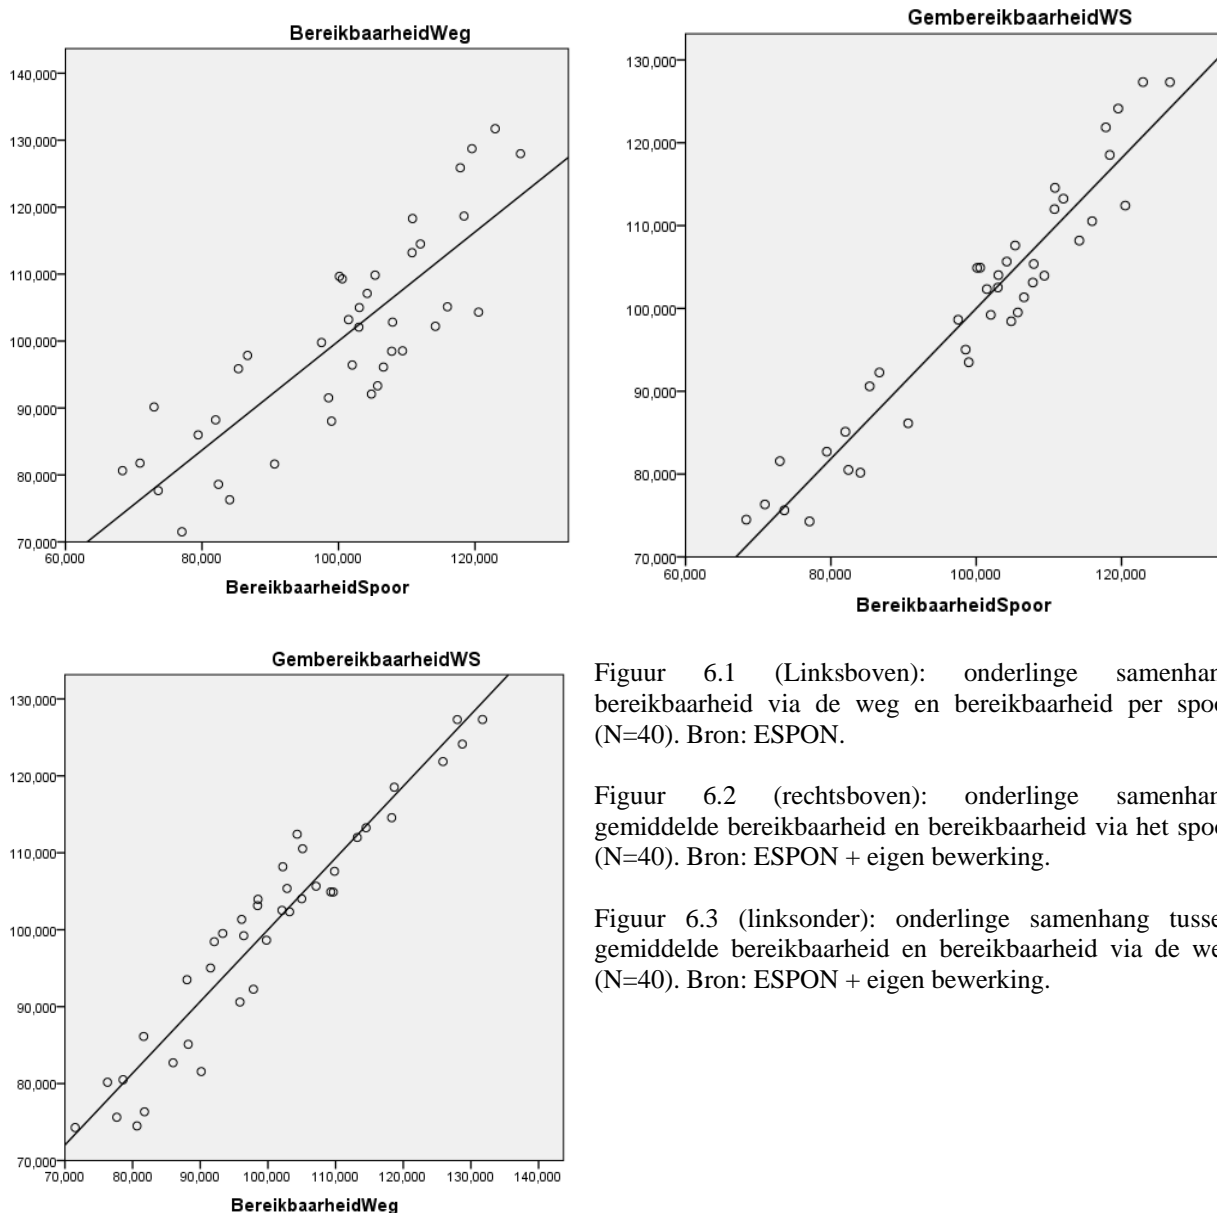 BereikbaarheidWeg
140,000
130,000
120,000
110,000
100,000
90,000
80,000
70,000
60,000 80,000 100,000 120,000
BereikbaarheidSpoor
GembereikbaarheidWS
130,000
120,000
110,000
100,000
90,000
80,000
70,000
60,000 80,000 100,000 120,000
BereikbaarheidSpoor
GembereikbaarheidWS
130,000
120,000
110,000
100,000
90,000
80,000
70,000
70,000 80,000 90,000 100,000 110,000 120,000 130,000 140,000
BereikbaarheidWeg
Figuur 6.1 (Linksboven): onderlinge samenhan
bereikbaarheid via de weg en bereikbaarheid per spoo
(N=40). Bron: ESPON.
Figuur 6.2 (rechtsboven): onderlinge samenhan
gemiddelde bereikbaarheid en bereikbaarheid via het spoo
(N=40). Bron: ESPON + eigen bewerking.
Figuur 6.3 (linksonder): onderlinge samenhang tusse
gemiddelde bereikbaarheid en bereikbaarheid via de we
(N=40). Bron: ESPON + eigen bewerking.